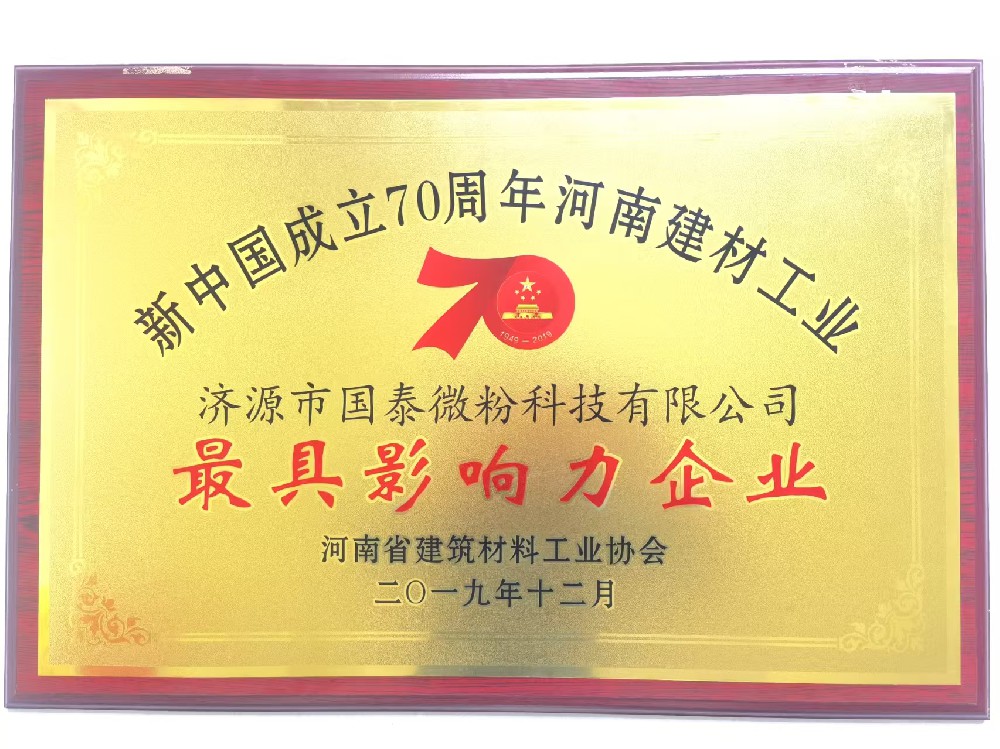 新中国成立70周年河南建材工业
70
1949—2019
济源市国泰微粉科技有限公司
最具影响力企业
河南省建筑材料工业协会
二〇一九年十二月